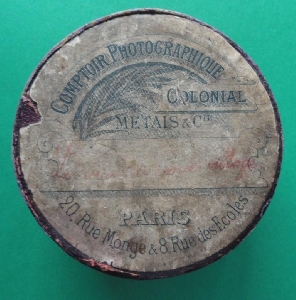 COMPTOIR PHOTOGRAPHIQUE
COLONIAL
METAIS & Cie
PARIS
20, Rue Monge & 8 Rue des Ecoles